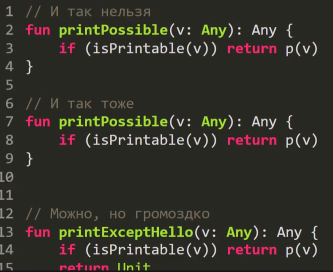 1 // И так нельзя
2 fun printPossible(v: Any): Any {
3     if (isPrintable(v)) return p(v)
4 }
5
6 // И так тоже
7 fun printPossible(v: Any): Any {
8     if (isPrintable(v)) return p(v)
9 }
10
11
12 // Можно, но громоздко
13 fun printExceptHello(v: Any): Any {
14     if (isPrintable(v)) return p(v)
15     return Unit